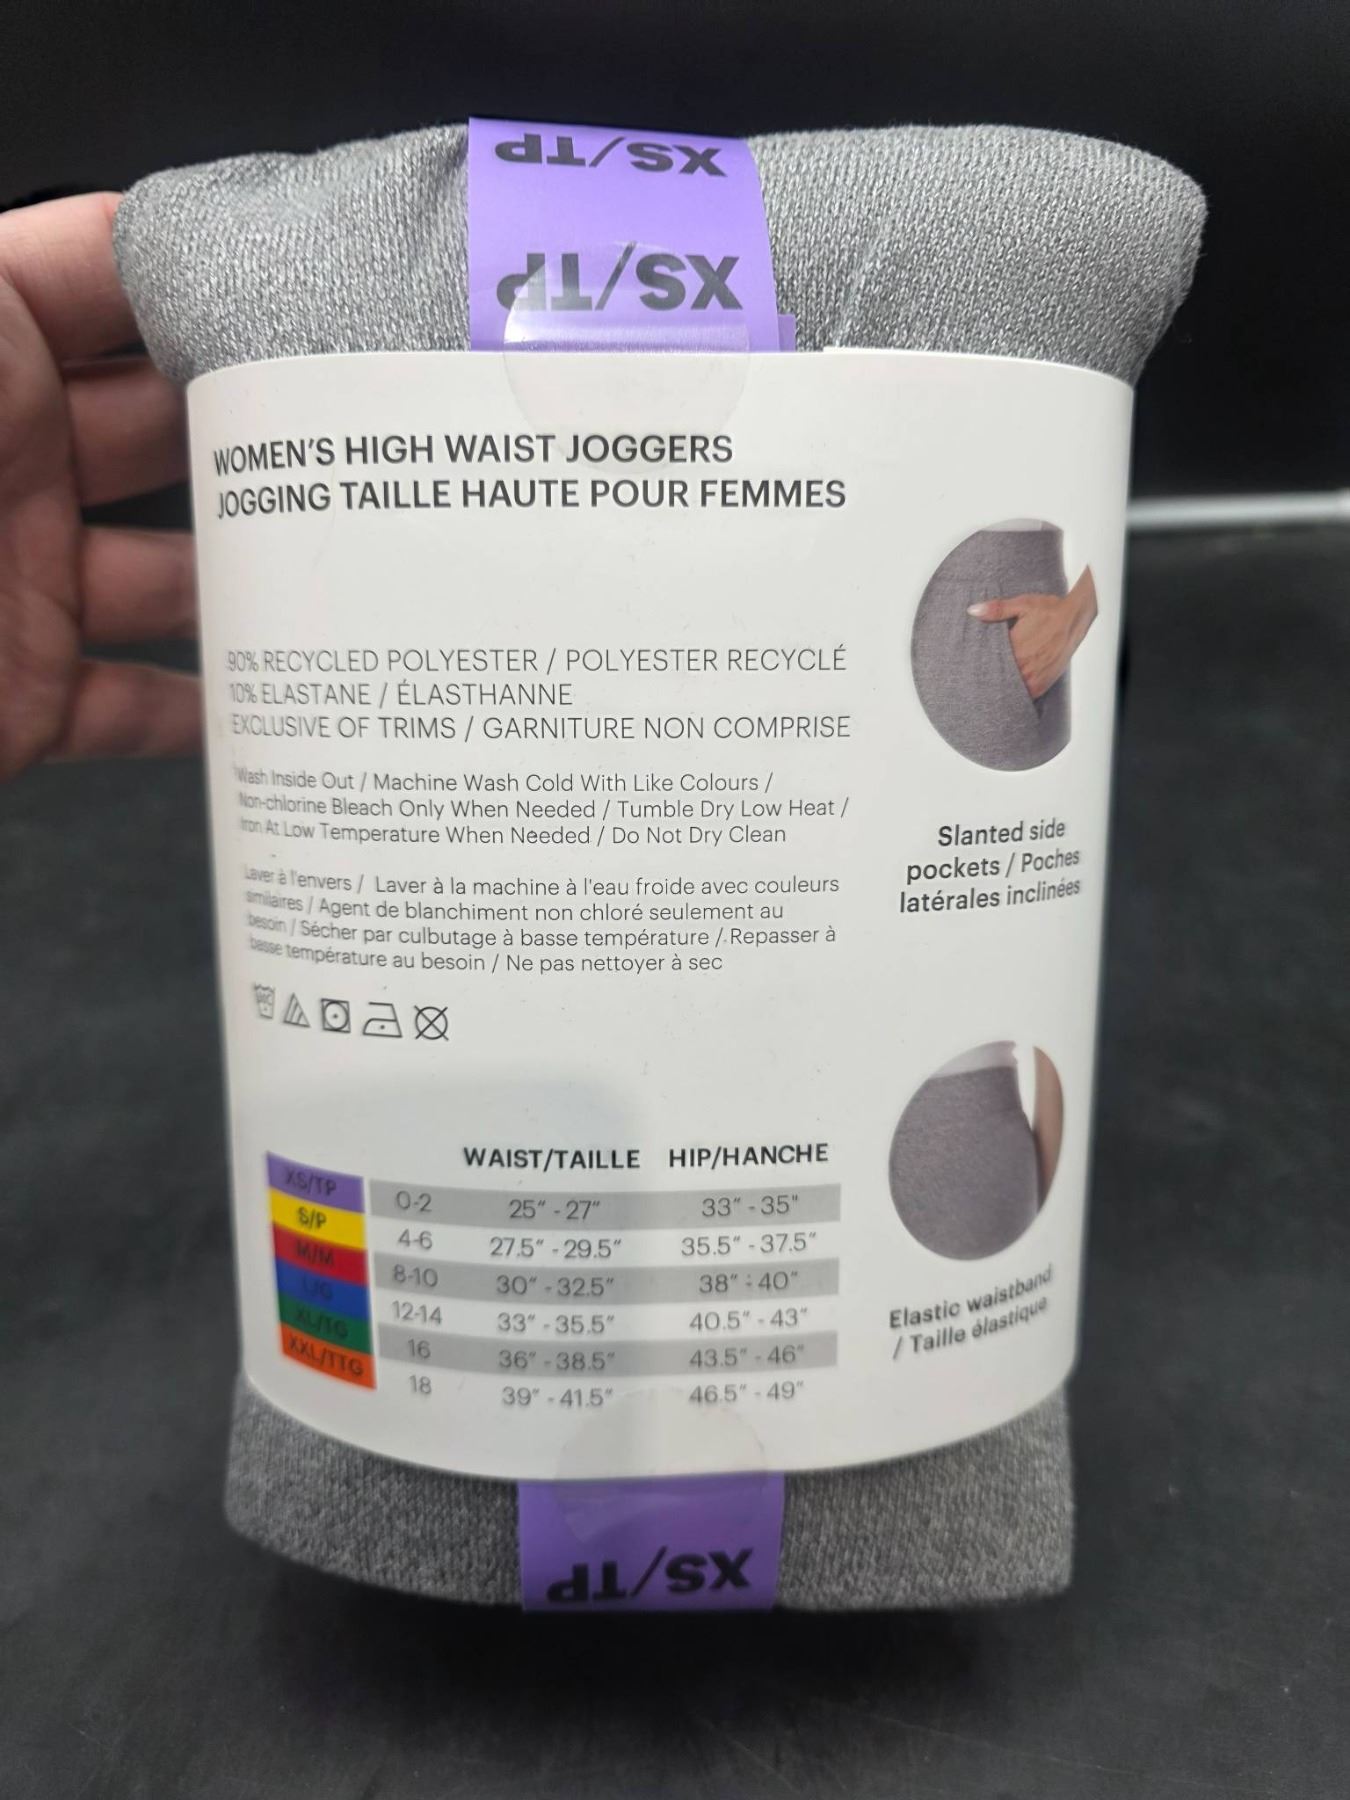 XS/TP
XS/TP
WOMEN'S HIGH WAIST JOGGERS
JOGGING TAILLE HAUTE POUR FEMMES
90% RECYCLED POLYESTER / POLYESTER RECYCLÉ
10% ELASTANE / ÉLASTHANNE
EXCLUSIVE OF TRIMS / GARNITURE NON COMPRISE
Wash Inside Out / Machine Wash Cold With Like Colours /
Non-chlorine Bleach Only When Needed / Tumble Dry Low Heat /
Iron At Low Temperature When Needed / Do Not Dry Clean
Laver à l'envers / Laver à la machine à l'eau froide avec couleurs
similaires / Agent de blanchiment non chloré seulement au
besoin / Sécher par culbutage à basse température / Repasser à
basse température au besoin / Ne pas nettoyer à sec
Slanted side
pockets / Poches
latérales inclinées
WAIST/TAILLE HIP/HANCHE
XS/TP 0-2 25" - 27" 33" - 35"
S/P 4-6 27.5" - 29.5" 35.5" - 37.5"
M/M 8-10 30" - 32.5" 38" - 40"
L/G 12-14 33" - 35.5" 40.5" - 43"
XL/TG 16 36" - 38.5" 43.5" - 46"
XXL/TTG 18 39" - 41.5" 46.5" - 49"
Elastic waistband
/ Taille élastique
XS/TP